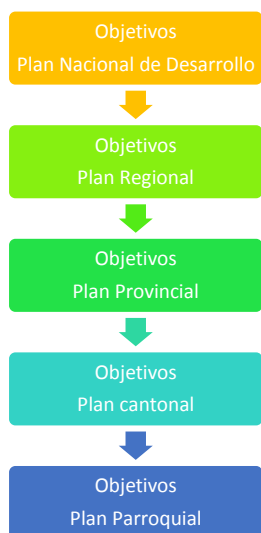 Objetivos
Plan Nacional de Desarrollo
Objetivos
Plan Regional
Objetivos
Plan Provincial
Objetivos
Plan cantonal
Objetivos
Plan Parroquial